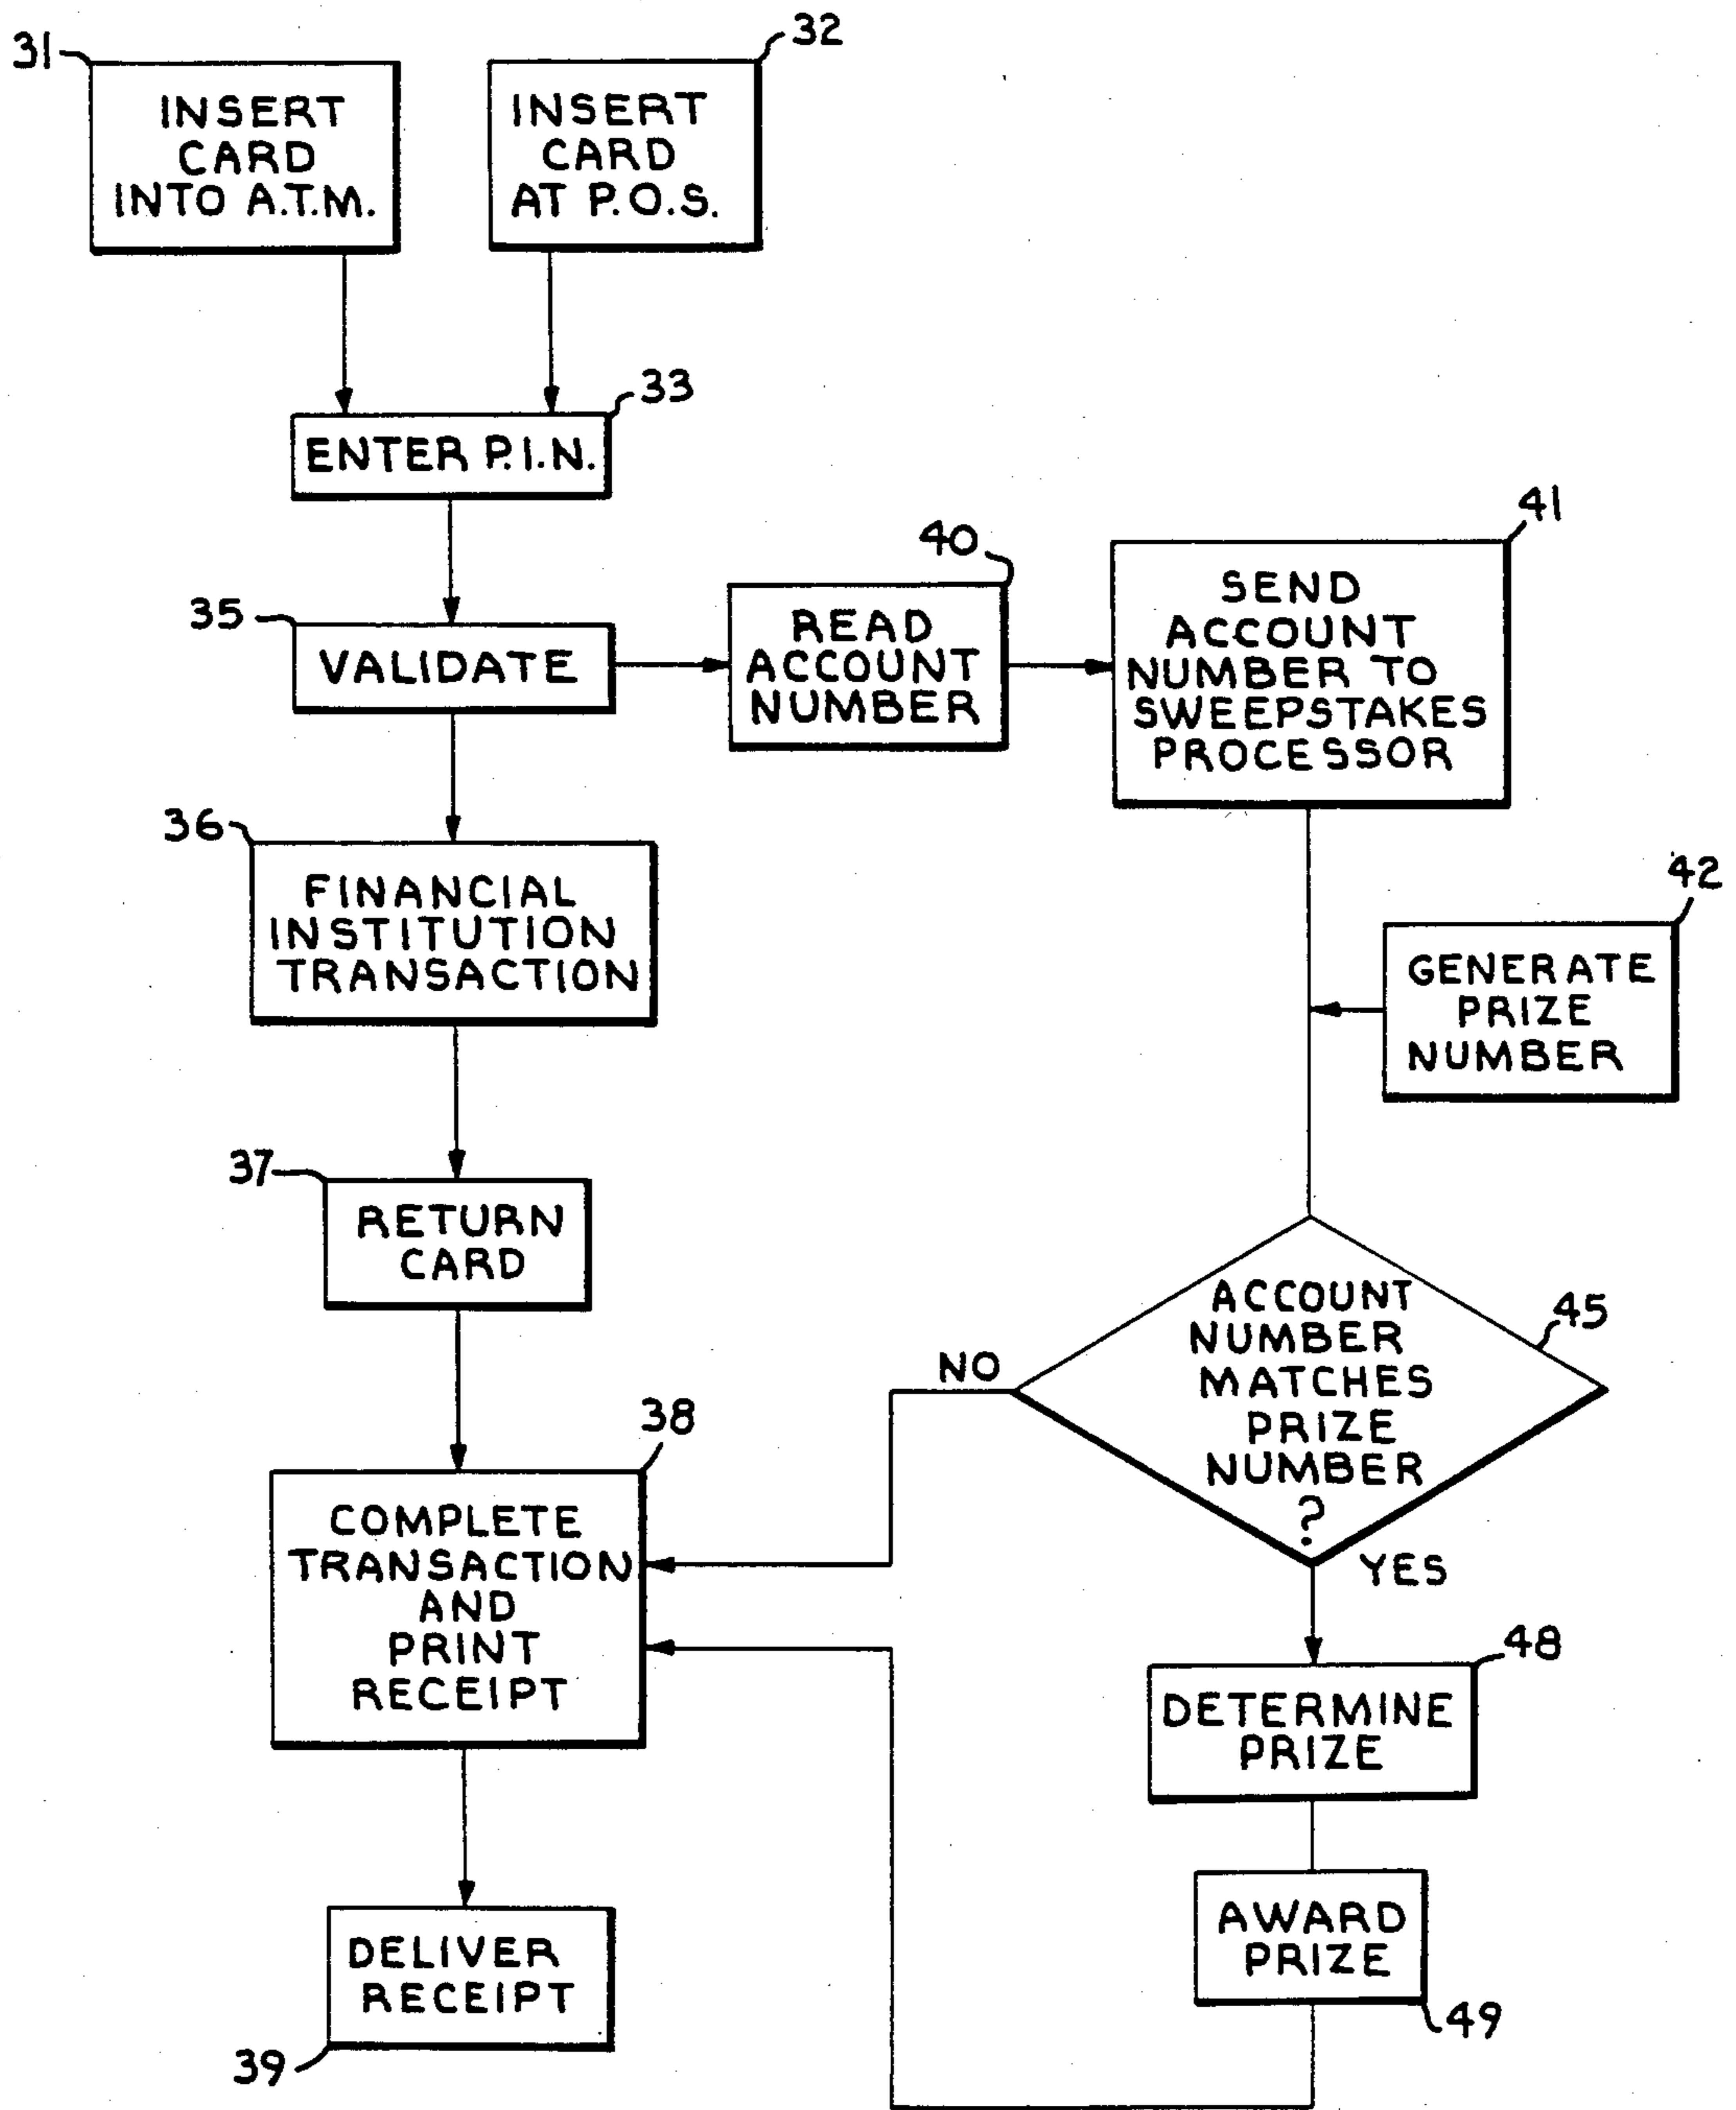 31
INSERT
CARD
INTO A.T.M.
32
INSERT
CARD
AT P.O.S.
33
ENTER P.I.N.
35
VALIDATE
40
READ
ACCOUNT
NUMBER
41
SEND
ACCOUNT
NUMBER TO
SWEEPSTAKES
PROCESSOR
36
FINANCIAL
INSTITUTION
TRANSACTION
42
GENERATE
PRIZE
NUMBER
37
RETURN
CARD
45
ACCOUNT
NUMBER
MATCHES
PRIZE
NUMBER
?
NO
YES
38
COMPLETE
TRANSACTION
AND
PRINT
RECEIPT
48
DETERMINE
PRIZE
AWARD
PRIZE
49
DELIVER
RECEIPT
39